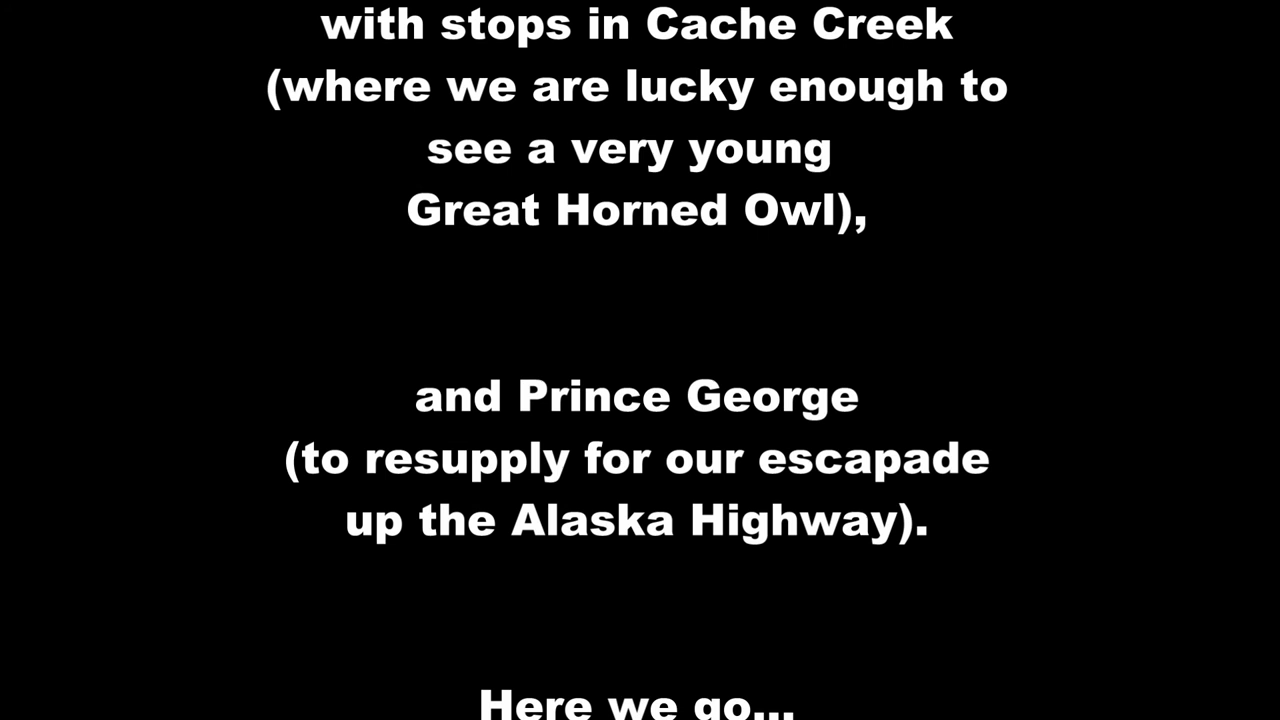 with stops in Cache Creek
(where we are lucky enough to
see a very young
Great Horned Owl),
and Prince George
(to resupply for our escapade
up the Alaska Highway).
Here we go...